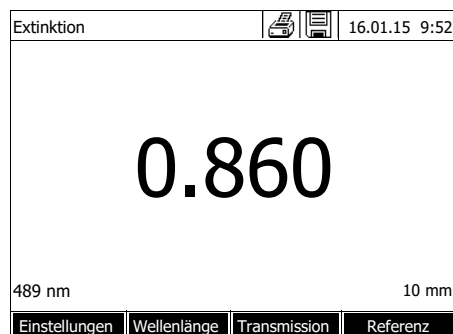 Extinktion 16.01.15 9:52
0.860
489 nm 10 mm
Einstellungen Wellenlänge Transmission Referenz